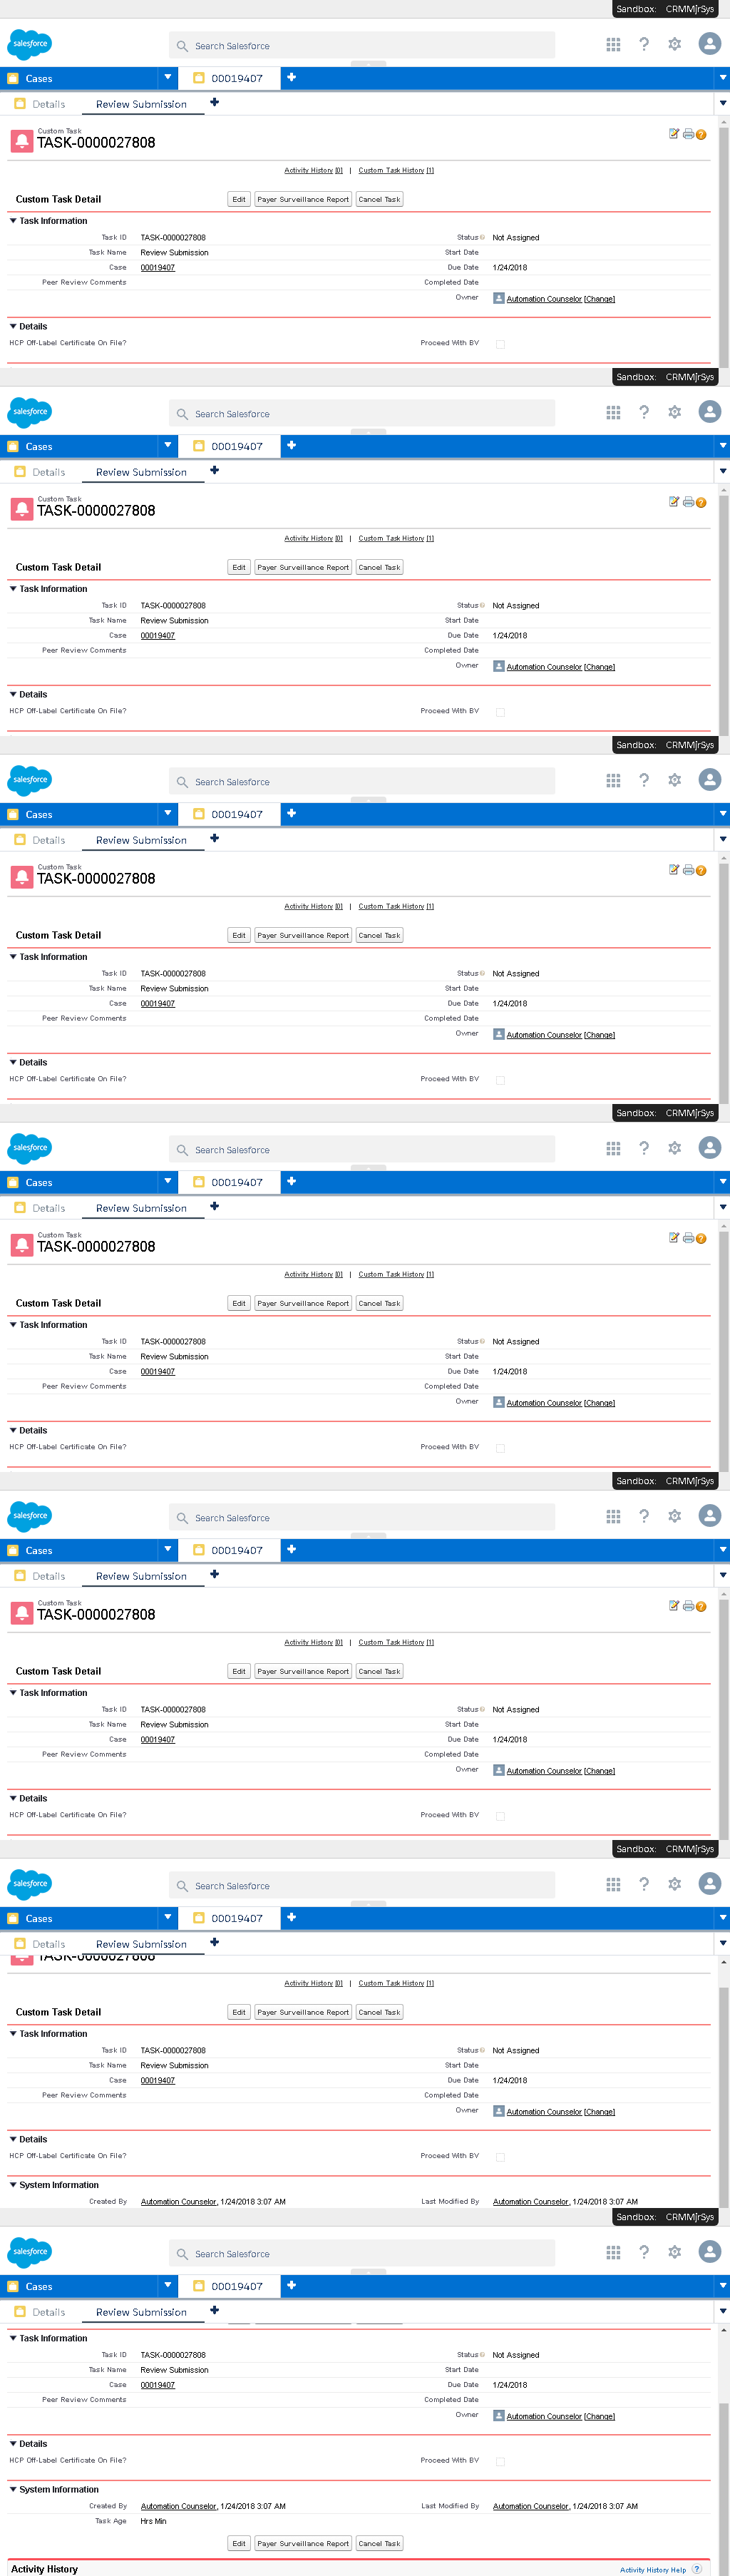 Sandbox: CRMMjrSys
salesforce Search Salesforce
Cases 00019407
Details Review Submission
Custom Task
TASK-0000027808
Activity History [0] | Custom Task History [1]
Custom Task Detail Edit Payer Surveillance Report Cancel Task
Task Information
Task ID TASK-0000027808 Status Not Assigned
Task Name Review Submission Start Date
Case 00019407 Due Date 1/24/2018
Peer Review Comments Completed Date
Owner Automation Counselor [Change]
Details
HCP Off-Label Certificate On File? Proceed With BV
Sandbox: CRMMjrSys
salesforce Search Salesforce
Cases 00019407
Details Review Submission
Custom Task
TASK-0000027808
Activity History [0] | Custom Task History [1]
Custom Task Detail Edit Payer Surveillance Report Cancel Task
Task Information
Task ID TASK-0000027808 Status Not Assigned
Task Name Review Submission Start Date
Case 00019407 Due Date 1/24/2018
Peer Review Comments Completed Date
Owner Automation Counselor [Change]
Details
HCP Off-Label Certificate On File? Proceed With BV
Sandbox: CRMMjrSys
salesforce Search Salesforce
Cases 00019407
Details Review Submission
Custom Task
TASK-0000027808
Activity History [0] | Custom Task History [1]
Custom Task Detail Edit Payer Surveillance Report Cancel Task
Task Information
Task ID TASK-0000027808 Status Not Assigned
Task Name Review Submission Start Date
Case 00019407 Due Date 1/24/2018
Peer Review Comments Completed Date
Owner Automation Counselor [Change]
Details
HCP Off-Label Certificate On File? Proceed With BV
Sandbox: CRMMjrSys
salesforce Search Salesforce
Cases 00019407
Details Review Submission
Custom Task
TASK-0000027808
Activity History [0] | Custom Task History [1]
Custom Task Detail Edit Payer Surveillance Report Cancel Task
Task Information
Task ID TASK-0000027808 Status Not Assigned
Task Name Review Submission Start Date
Case 00019407 Due Date 1/24/2018
Peer Review Comments Completed Date
Owner Automation Counselor [Change]
Details
HCP Off-Label Certificate On File? Proceed With BV
Sandbox: CRMMjrSys
salesforce Search Salesforce
Cases 00019407
Details Review Submission
Custom Task
TASK-0000027808
Activity History [0] | Custom Task History [1]
Custom Task Detail Edit Payer Surveillance Report Cancel Task
Task Information
Task ID TASK-0000027808 Status Not Assigned
Task Name Review Submission Start Date
Case 00019407 Due Date 1/24/2018
Peer Review Comments Completed Date
Owner Automation Counselor [Change]
Details
HCP Off-Label Certificate On File? Proceed With BV
Sandbox: CRMMjrSys
salesforce Search Salesforce
Cases 00019407
Details Review Submission
TASK-0000027808
Activity History [0] | Custom Task History [1]
Custom Task Detail Edit Payer Surveillance Report Cancel Task
Task Information
Task ID TASK-0000027808 Status Not Assigned
Task Name Review Submission Start Date
Case 00019407 Due Date 1/24/2018
Peer Review Comments Completed Date
Owner Automation Counselor [Change]
Details
HCP Off-Label Certificate On File? Proceed With BV
System Information
Created By Automation Counselor, 1/24/2018 3:07 AM Last Modified By Automation Counselor, 1/24/2018 3:07 AM
Sandbox: CRMMjrSys
salesforce Search Salesforce
Cases 00019407
Details Review Submission
Task Information
Task ID TASK-0000027808 Status Not Assigned
Task Name Review Submission Start Date
Case 00019407 Due Date 1/24/2018
Peer Review Comments Completed Date
Owner Automation Counselor [Change]
Details
HCP Off-Label Certificate On File? Proceed With BV
System Information
Created By Automation Counselor, 1/24/2018 3:07 AM Last Modified By Automation Counselor, 1/24/2018 3:07 AM
Task Age Hrs Min
Edit Payer Surveillance Report Cancel Task
Activity History Activity History Help ?